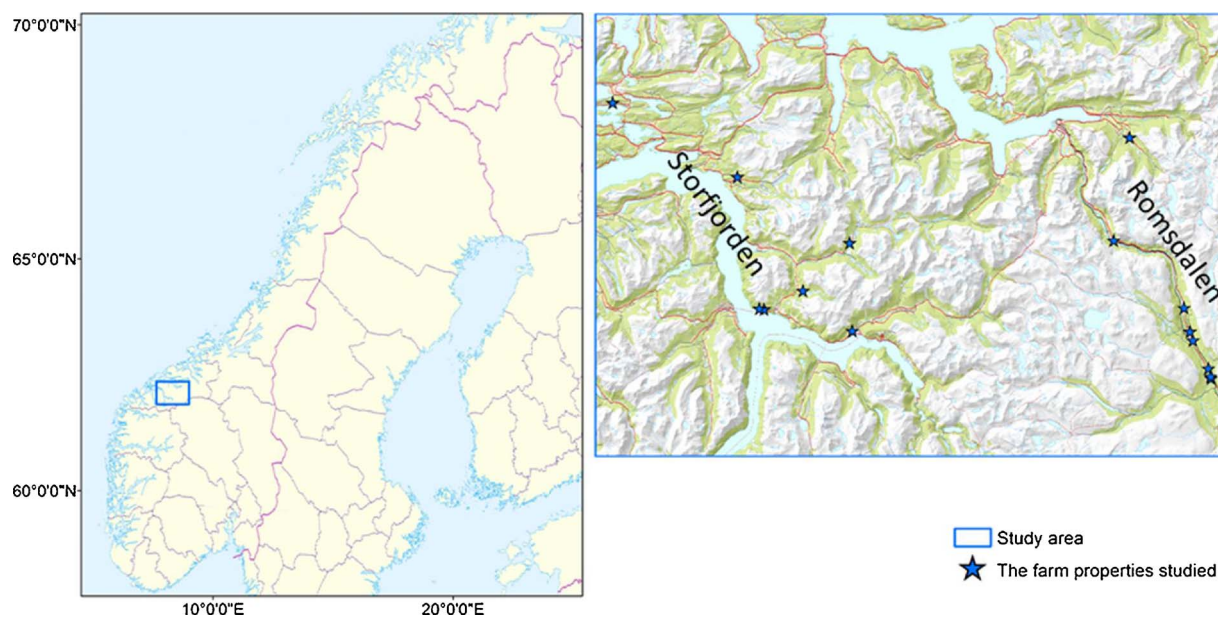 70°0'0"N
65°0'0"N
60°0'0"N
10°0'0"E
20°0'0"E
Storfjorden
Romsdalen
Study area
The farm properties studied